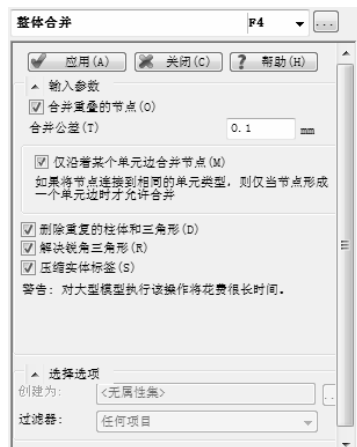 整体合并 F4 ...
应用(A) 关闭(C) ? 帮助(H)
输入参数
合并重叠的节点(O)
合并公差(T) 0.1 mm
仅沿着某个单元边合并节点(M)
如果将节点连接到相同的单元类型, 则仅当节点形成
一个单元边时才允许合并
删除重复的柱体和三角形(D)
解决锐角三角形(R)
压缩实体标签(S)
警告: 对大型模型执行该操作将花费很长时间.
选择选项
创建为: <无属性集> ..
过滤器: 任何项目